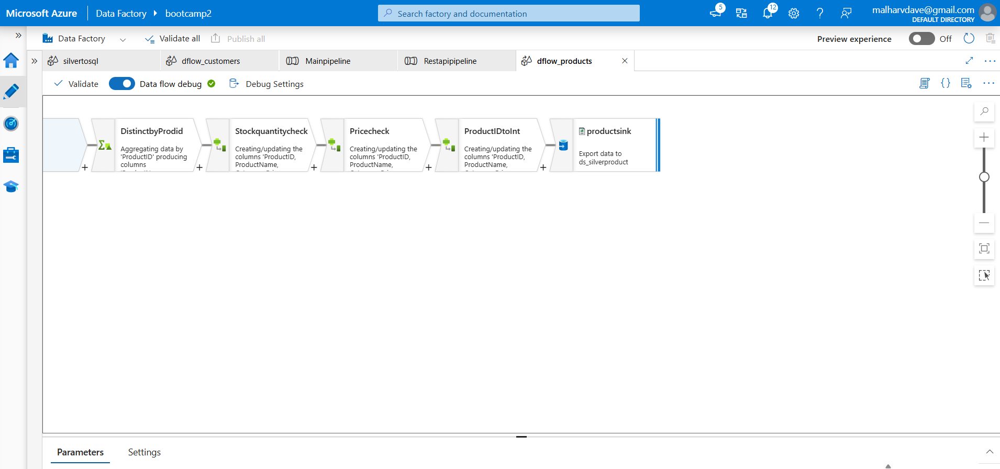 Microsoft Azure
Data Factory
bootcamp2
Search factory and documentation
5
12
malharvdave@gmail.com
DEFAULT DIRECTORY
Data Factory
Validate all
Publish all
Preview experience
Off
silvertosql
dflow_customers
Mainpipeline
Restapipipeline
dflow_products
Validate
Data flow debug
Debug Settings
DistinctbyProdid
Aggregating data by
'ProductID' producing
columns
Stockquantitycheck
Creating/updating the
columns 'ProductID,
ProductName,
Pricecheck
Creating/updating the
columns 'ProductID,
ProductName,
ProductIDtoInt
Creating/updating the
columns 'ProductID,
ProductName,
productsink
Export data to
ds_silverproduct
Parameters
Settings